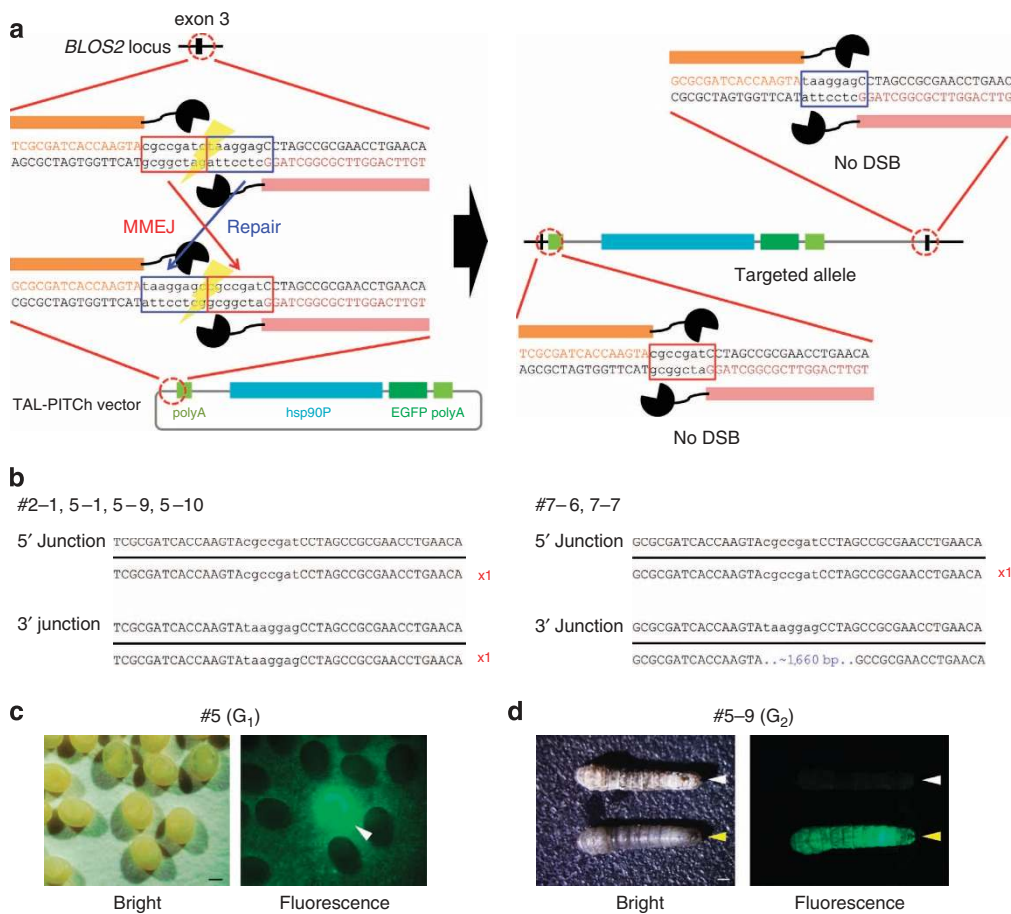 a
exon 3
BLOS2 locus
TCGCGATCACCAAGTAcgccgatctaaggagCCTAGCCGCGAACCTGAACA
AGCGCTAGTGGTTCATgcggctagattcctcGGATCGGCGCTTGGACTTGT
MMEJ
Repair
GCGCGATCACCAAGTAtaaggagccgccgatCCTAGCCGCGAACCTGAACA
CGCGCTAGTGGTTCATattcctcggcggctaGGATCGGCGCTTGGACTTGT
TAL-PITCh vector
polyA
hsp90P
EGFP polyA
GCGCGATCACCAAGTAtaaggagCCTAGCCGCGAACCTGAAC
CGCGCTAGTGGTTCATattcctcGGATCGGCGCTTGGACTTG
No DSB
Targeted allele
TCGCGATCACCAAGTAcgccgatCCTAGCCGCGAACCTGAACA
AGCGCTAGTGGTTCATgcggctaGGATCGGCGCTTGGACTTGT
No DSB
b
#2–1, 5–1, 5–9, 5–10
5′ Junction
TCGCGATCACCAAGTAcgccgatCCTAGCCGCGAACCTGAACA
TCGCGATCACCAAGTAcgccgatCCTAGCCGCGAACCTGAACA x1
3′ junction
TCGCGATCACCAAGTAtaaggagCCTAGCCGCGAACCTGAACA
TCGCGATCACCAAGTAtaaggagCCTAGCCGCGAACCTGAACA x1
#7–6, 7–7
5′ Junction
GCGCGATCACCAAGTAcgccgatCCTAGCCGCGAACCTGAACA
GCGCGATCACCAAGTAcgccgatCCTAGCCGCGAACCTGAACA x1
3′ Junction
GCGCGATCACCAAGTAtaaggagCCTAGCCGCGAACCTGAACA
GCGCGATCACCAAGTA..~1,660 bp..GCCGCGAACCTGAACA
c
#5 (G1)
Bright
Fluorescence
d
#5–9 (G2)
Bright
Fluorescence